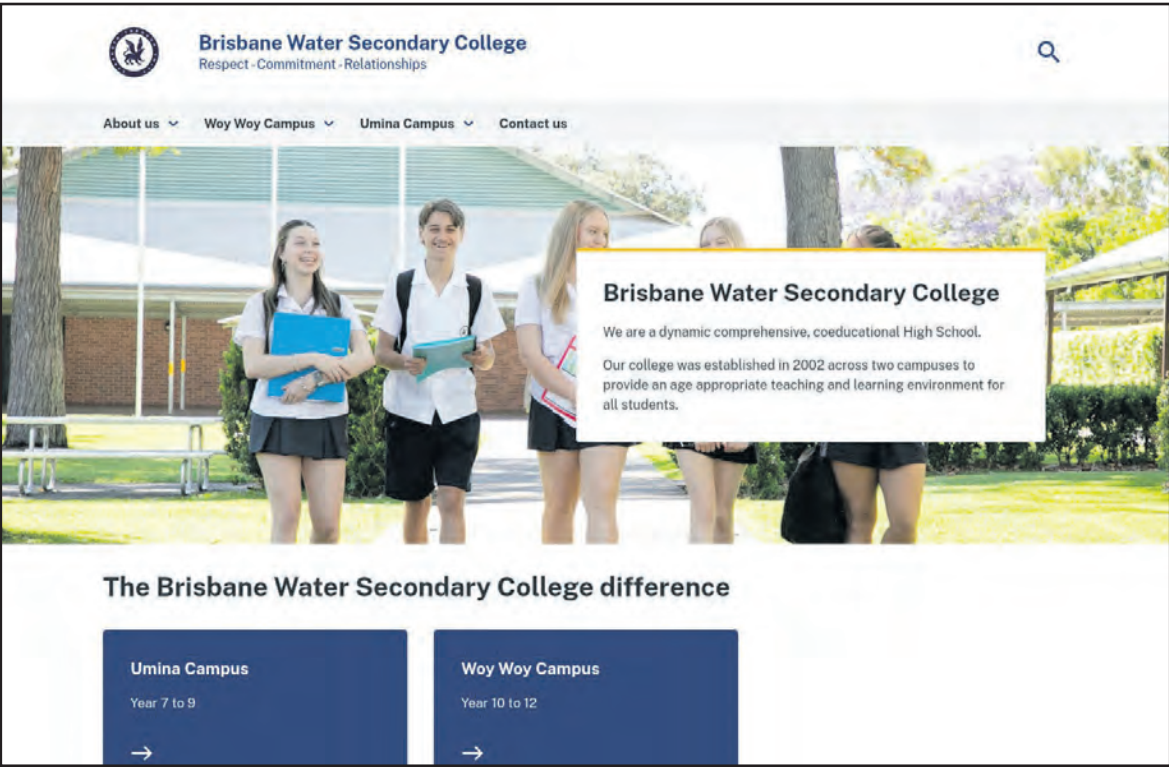 Brisbane Water Secondary College
Respect - Commitment - Relationships
About us
Woy Woy Campus
Umina Campus
Contact us
Brisbane Water Secondary College
We are a dynamic comprehensive, coeducational High School.
Our college was established in 2002 across two campuses to
provide an age appropriate teaching and learning environment for
all students.
The Brisbane Water Secondary College difference
Umina Campus
Year 7 to 9
Woy Woy Campus
Year 10 to 12